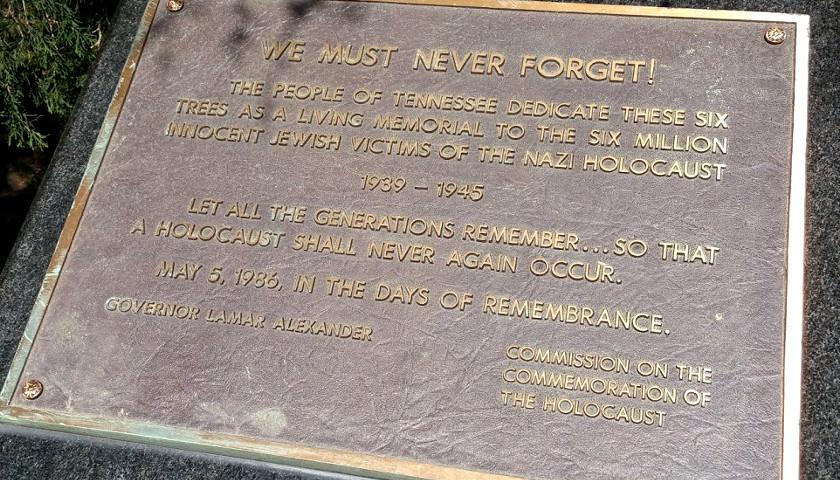 WE MUST NEVER FORGET!
THE PEOPLE OF TENNESSEE DEDICATE THESE SIX
TREES AS A LIVING MEMORIAL TO THE SIX MILLION
INNOCENT JEWISH VICTIMS OF THE NAZI HOLOCAUST
1939 – 1945
LET ALL THE GENERATIONS REMEMBER...SO THAT
A HOLOCAUST SHALL NEVER AGAIN OCCUR.
MAY 5, 1986, IN THE DAYS OF REMEMBRANCE.
GOVERNOR LAMAR ALEXANDER
COMMISSION ON THE
COMMEMORATION OF
THE HOLOCAUST